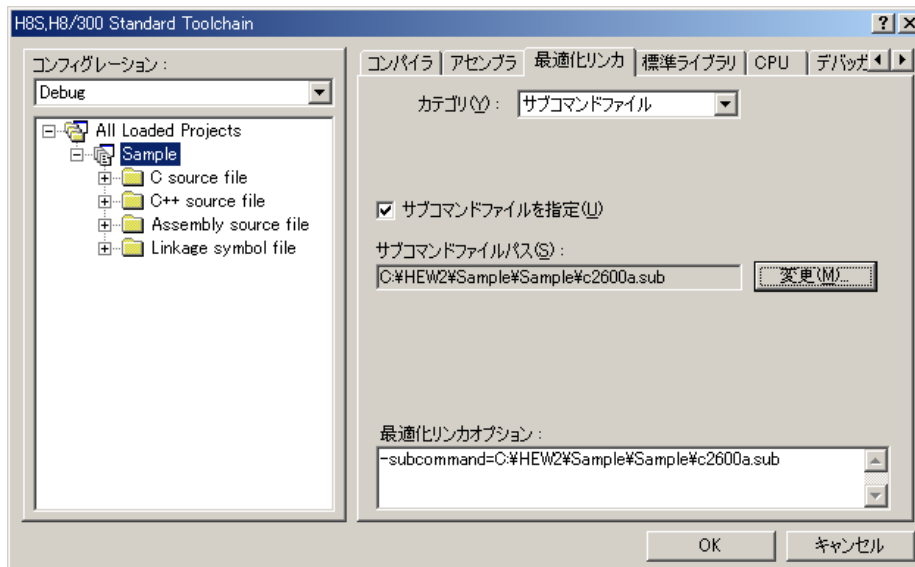 H8S,H8/300 Standard Toolchain
コンフィグレーション :
Debug
All Loaded Projects
Sample
C source file
C++ source file
Assembly source file
Linkage symbol file
コンパイラ アセンブラ 最適化リンカ 標準ライブラリ CPU デバッガ
カテゴリ(Y) : サブコマンドファイル
サブコマンドファイルを指定(U)
サブコマンドファイルパス(S) :
C:¥HEW2¥Sample¥Sample¥c2600a.sub 変更(M)...
最適化リンカオプション :
-subcommand=C:¥HEW2¥Sample¥Sample¥c2600a.sub
OK キャンセル